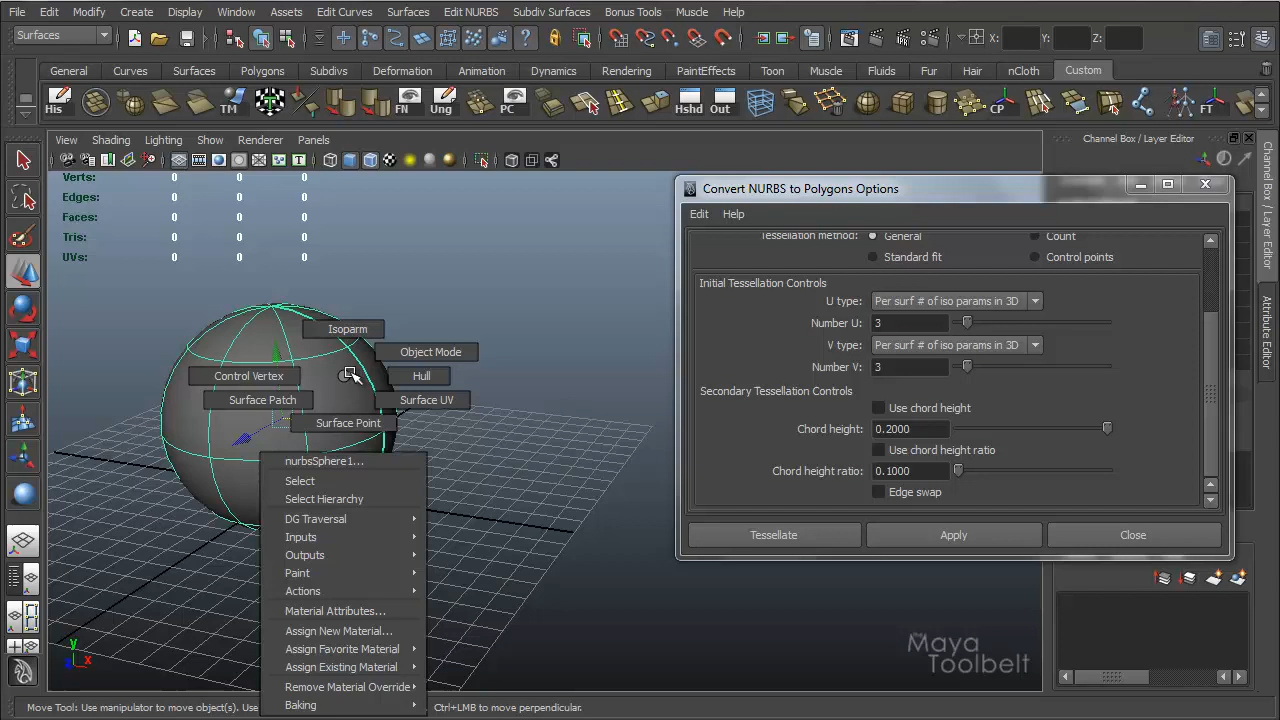 File Edit Modify Create Display Window Assets Edit Curves Surfaces Edit NURBS Subdiv Surfaces Bonus Tools Muscle Help
Surfaces X: Y: Z:
General Curves Surfaces Polygons Subdivs Deformation Animation Dynamics Rendering PaintEffects Toon Muscle Fluids Fur Hair nCloth Custom
His TM FN Ung PC Hshd Out CP FT
View Shading Lighting Show Renderer Panels
Channel Box / Layer Editor
Verts: 0 0 0
Edges: 0 0 0
Faces: 0 0 0
Tris: 0 0 0
UVs: 0 0 0
Isoparm
Object Mode
Control Vertex
Hull
Surface Patch
Surface UV
Surface Point
nurbsSphere1...
Select
Select Hierarchy
DG Traversal
Inputs
Outputs
Paint
Actions
Material Attributes...
Assign New Material...
Assign Favorite Material
Assign Existing Material
Remove Material Override
Baking
Convert NURBS to Polygons Options
Edit Help
Tessellation method: General Count
Standard fit Control points
Initial Tessellation Controls
U type: Per surf # of iso params in 3D
Number U: 3
V type: Per surf # of iso params in 3D
Number V: 3
Secondary Tessellation Controls
Use chord height
Chord height: 0.2000
Use chord height ratio
Chord height ratio: 0.1000
Edge swap
Tessellate Apply Close
Channel Box / Layer Editor
Attribute Editor
Maya
Toolbelt
y
z x
Move Tool: Use manipulator to move object(s). Use Ctrl+LMB to move perpendicular.